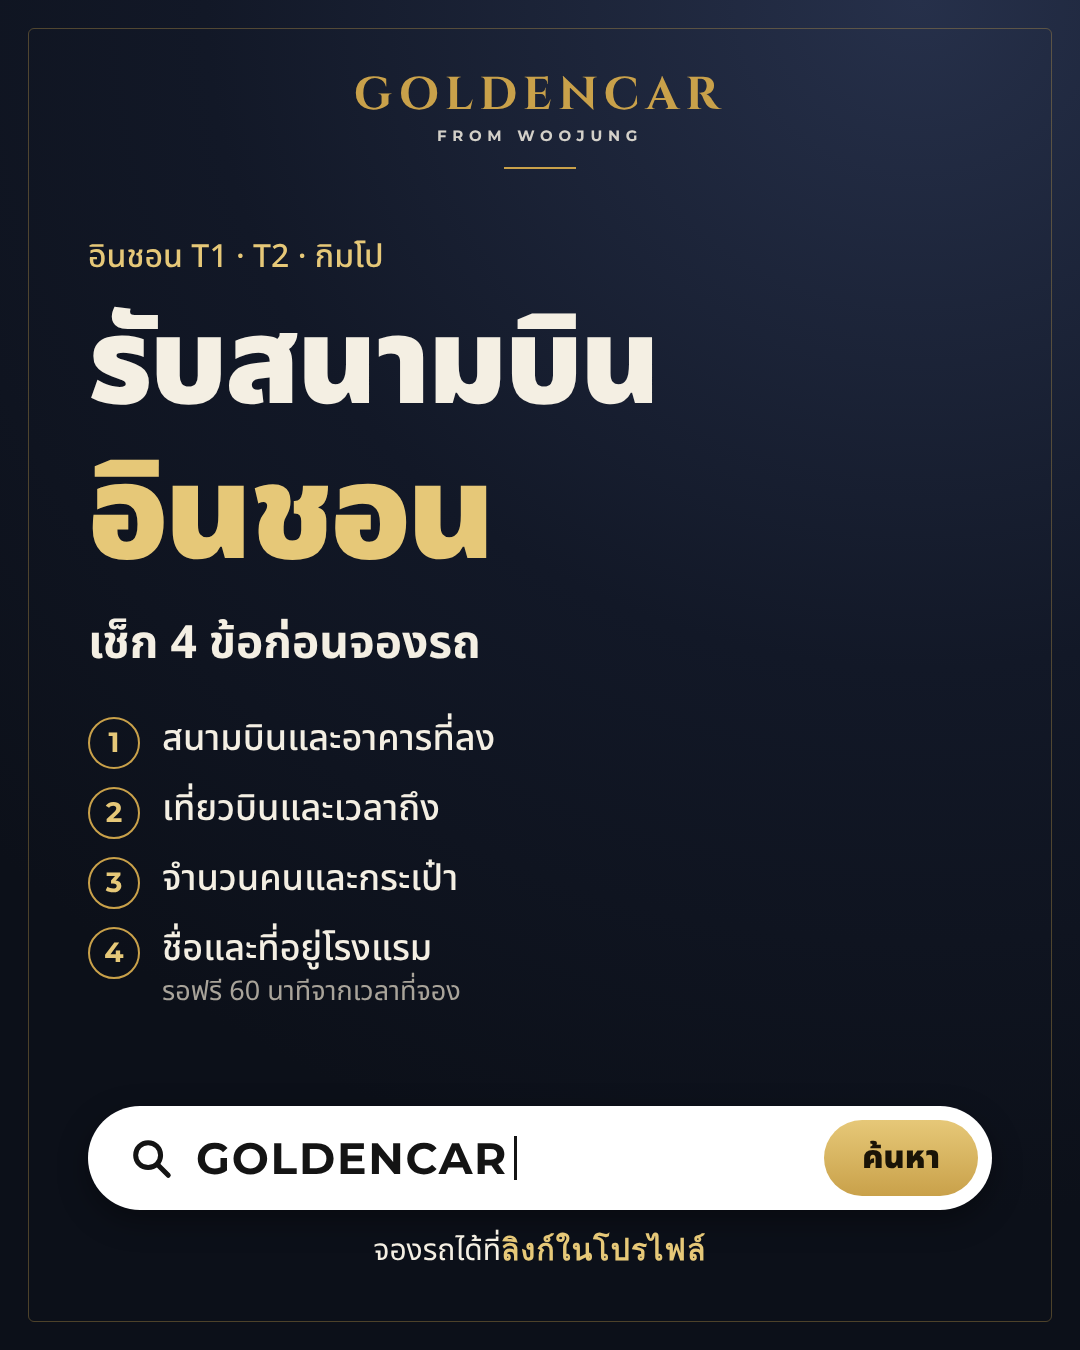 GOLDENCAR
FROM WOOJUNG
อินชอน T1 · T2 · กิมโป
รับสนามบิน
อินชอน
เช็ก 4 ข้อก่อนจองรถ
1 สนามบินและอาคารที่ลง
2 เที่ยวบินและเวลาถึง
3 จำนวนคนและกระเป๋า
4 ชื่อและที่อยู่โรงแรม
รอฟรี 60 นาทีจากเวลาที่จอง
GOLDENCAR ค้นหา
จองรถได้ที่ลิงก์ในโปรไฟล์